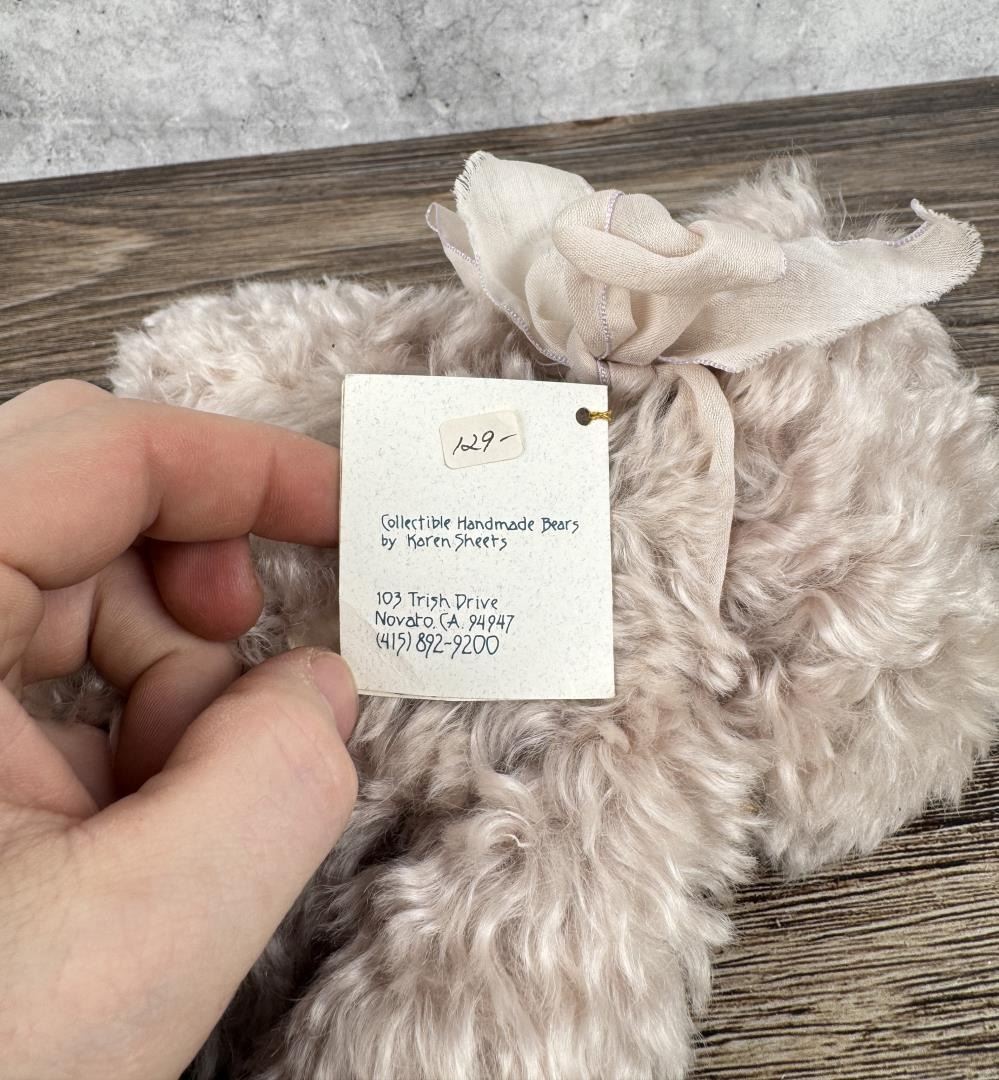 129-
Collectible Handmade Bears
by Karen Sheets
103 Trish Drive
Novato, CA. 94947
(415) 892-9200